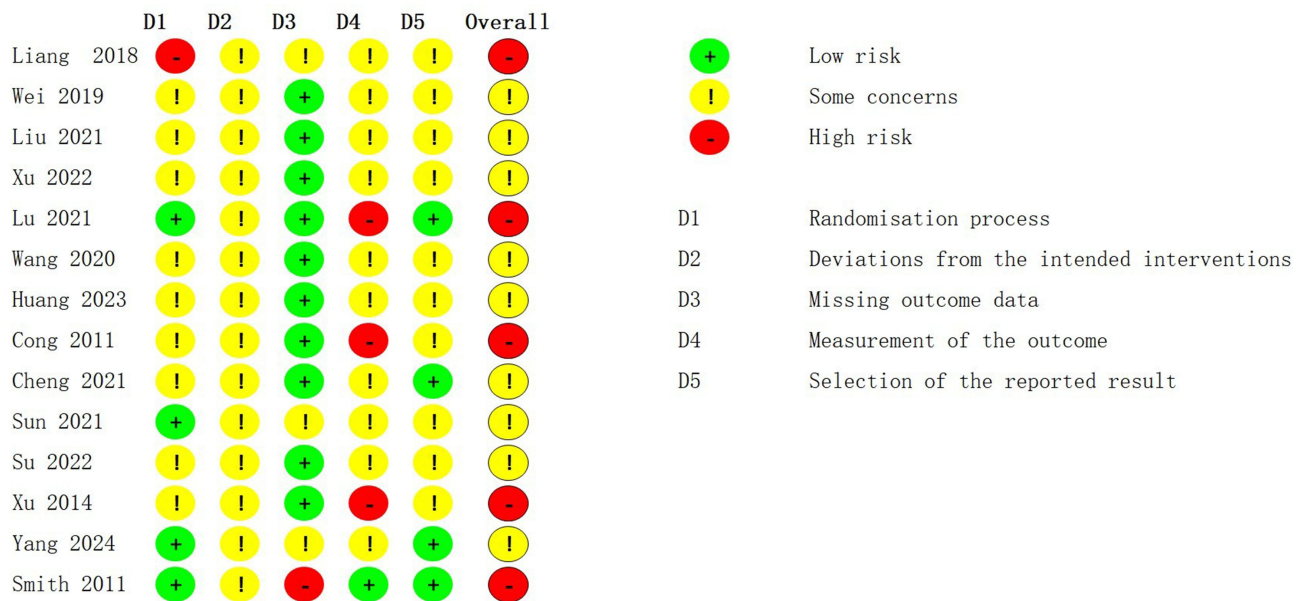 D1 D2 D3 D4 D5 Overall
Liang 2018 - ! ! ! ! -
Wei 2019 ! ! + ! ! !
Liu 2021 ! ! + ! ! !
Xu 2022 ! ! + ! ! !
Lu 2021 + ! + - + -
Wang 2020 ! ! + ! ! !
Huang 2023 ! ! + ! ! !
Cong 2011 ! ! + - ! -
Cheng 2021 ! ! + ! + !
Sun 2021 + ! ! ! ! !
Su 2022 ! ! + ! ! !
Xu 2014 ! ! + - ! -
Yang 2024 + ! ! ! + !
Smith 2011 + ! - + + -
+ Low risk
! Some concerns
- High risk
D1 Randomisation process
D2 Deviations from the intended interventions
D3 Missing outcome data
D4 Measurement of the outcome
D5 Selection of the reported result